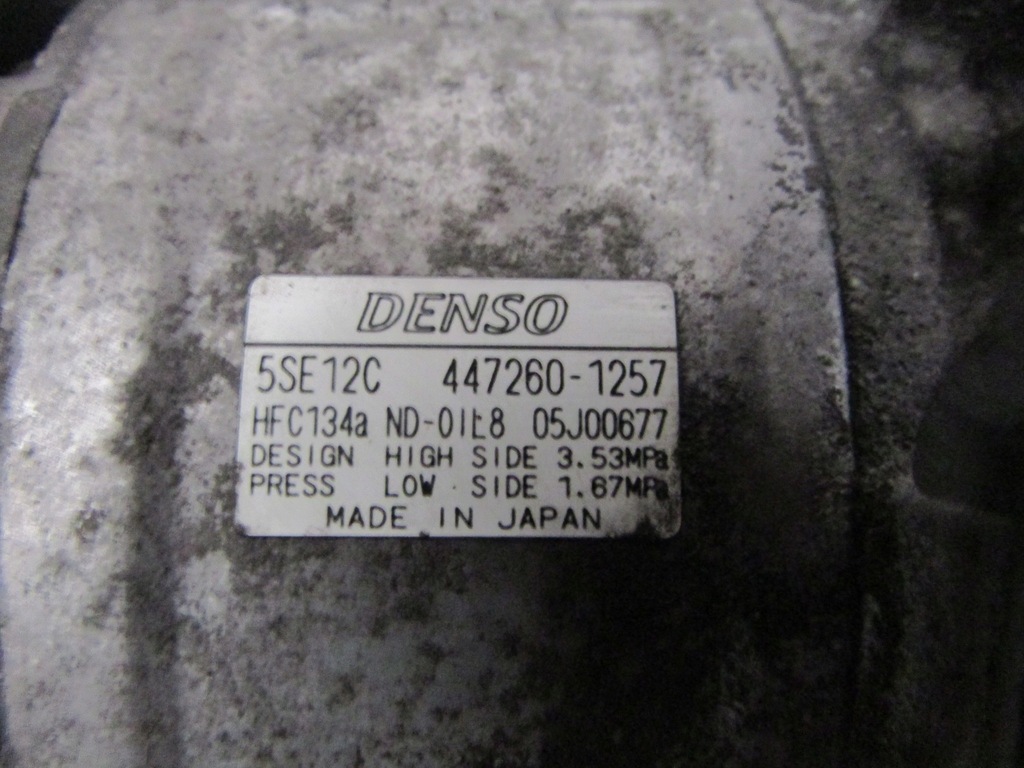 DENSO
5SE12C 447260-1257
HFC134a ND-OIL8 05J00677
DESIGN HIGH SIDE 3.53MPa
PRESS LOW SIDE 1.67MPa
MADE IN JAPAN